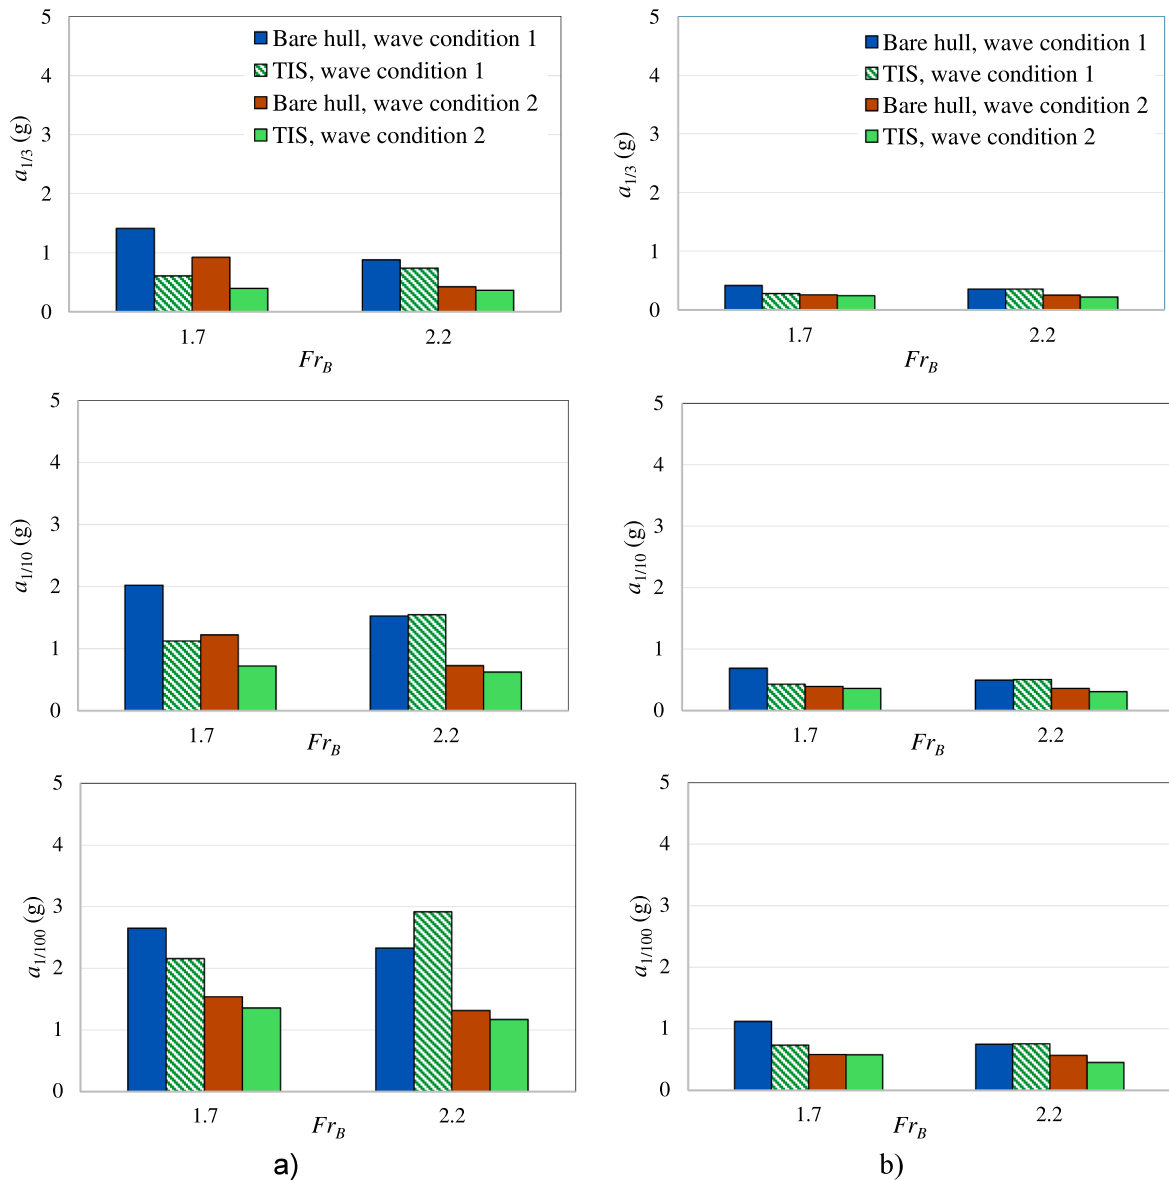 5
4
3
2
1
0
a1/3 (g)
Bare hull, wave condition 1
TIS, wave condition 1
Bare hull, wave condition 2
TIS, wave condition 2
1.7
2.2
FrB
5
4
3
2
1
0
a1/3 (g)
Bare hull, wave condition 1
TIS, wave condition 1
Bare hull, wave condition 2
TIS, wave condition 2
1.7
2.2
FrB
5
4
3
2
1
0
a1/10 (g)
1.7
2.2
FrB
5
4
3
2
1
0
a1/10 (g)
1.7
2.2
FrB
5
4
3
2
1
0
a1/100 (g)
1.7
2.2
FrB
5
4
3
2
1
0
a1/100 (g)
1.7
2.2
FrB
a)
b)